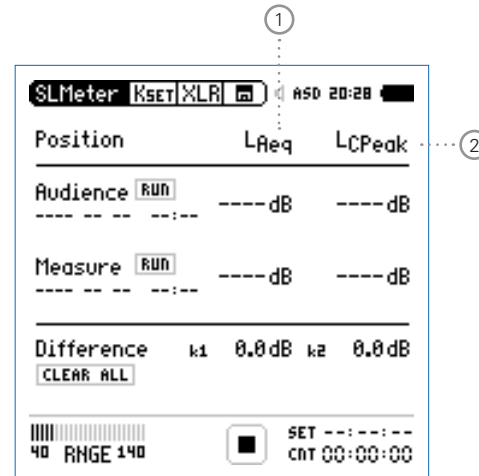 1
SLMeter KSET XLR ASD 20:28
Position LAeq LCPeak 2
Audience RUN ----dB ----dB
---- -- -- --:--
Measure RUN ----dB ----dB
---- -- -- --:--
Difference k1 0.0dB k2 0.0dB
CLEAR ALL
SET --:--:--
40 RNGE 140 CNT 00:00:00